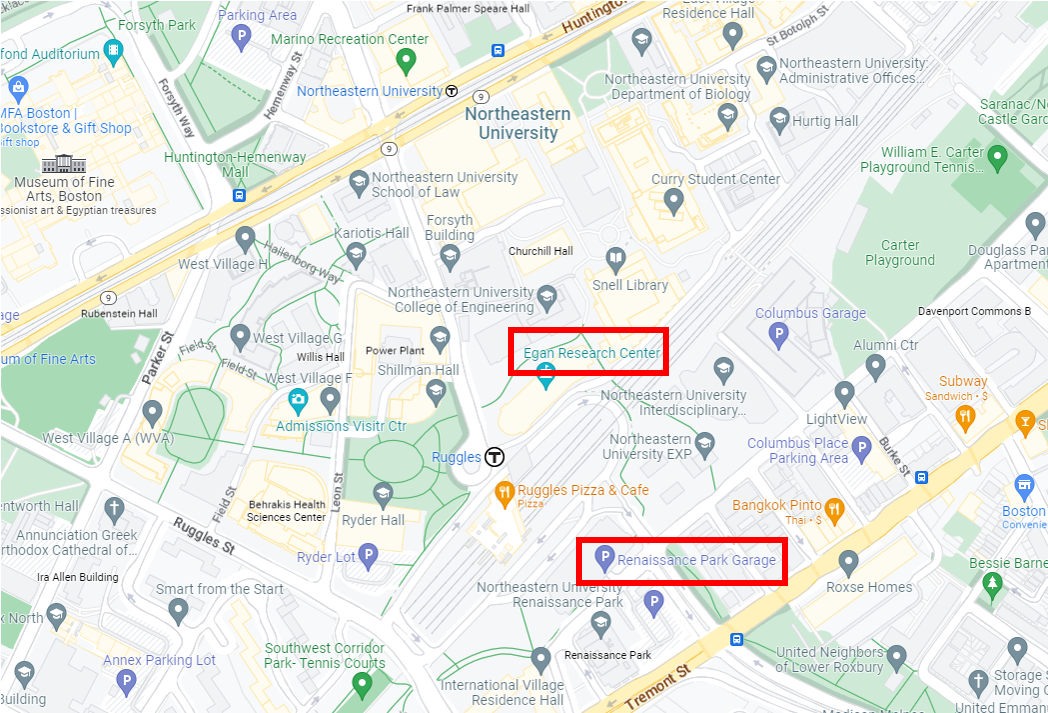 Forsyth Park
Parking Area
P
Frank Palmer Speare Hall
Huntington
East Village
Residence Hall
St Botolph St
fond Auditorium
Marino Recreation Center
Hemenway St
Forsyth Way
Northeastern University
T
9
Northeastern
University
Northeastern University
Department of Biology
Northeastern University:
Administrative Offices...
MFA Boston |
Bookstore & Gift Shop
Gift shop
Hurtig Hall
Saranac/No
Castle Gard
William E. Carter
Playground Tennis...
9
Huntington-Hemenway
Mall
Museum of Fine
Arts, Boston
ssionist art & Egyptian treasures
Northeastern University
School of Law
Curry Student Center
Forsyth
Building
Kariotis Hall
Churchill Hall
Carter
Playground
Douglass Par
Apartment
West Village H
Hallenborg Way
Snell Library
Northeastern University
College of Engineering
9
Rubenstein Hall
age
Columbus Garage
P
Davenport Commons B
Parker St
West Village G
Field St
Field St
Willis Hall
Power Plant
Egan Research Center
Alumni Ctr
um of Fine Arts
Shillman Hall
West Village F
Northeastern University
Interdisciplinary...
Subway
Sandwich • $
LightView
Admissions Visitr Ctr
West Village A (WVA)
Northeastern
University EXP
Columbus Place
Parking Area
P
Burke St
Ruggles
T
Leon St
Field St
Ruggles Pizza & Cafe
Pizza
Bangkok Pinto
Thai • $
Boston
Convenie
entworth Hall
Behrakis Health
Sciences Center
Ryder Hall
Annunciation Greek
rthodox Cathedral of...
Ruggles St
Ryder Lot
P
P
Renaissance Park Garage
Ira Allen Building
Smart from the Start
Northeastern University
Renaissance Park
P
Roxse Homes
Bessie Barne
x North
Southwest Corridor
Park- Tennis Courts
Renaissance Park
United Neighbors
of Lower Roxbury
Annex Parking Lot
P
International Village
Residence Hall
Tremont St
Storage S
Moving C
United Emmanu
Building